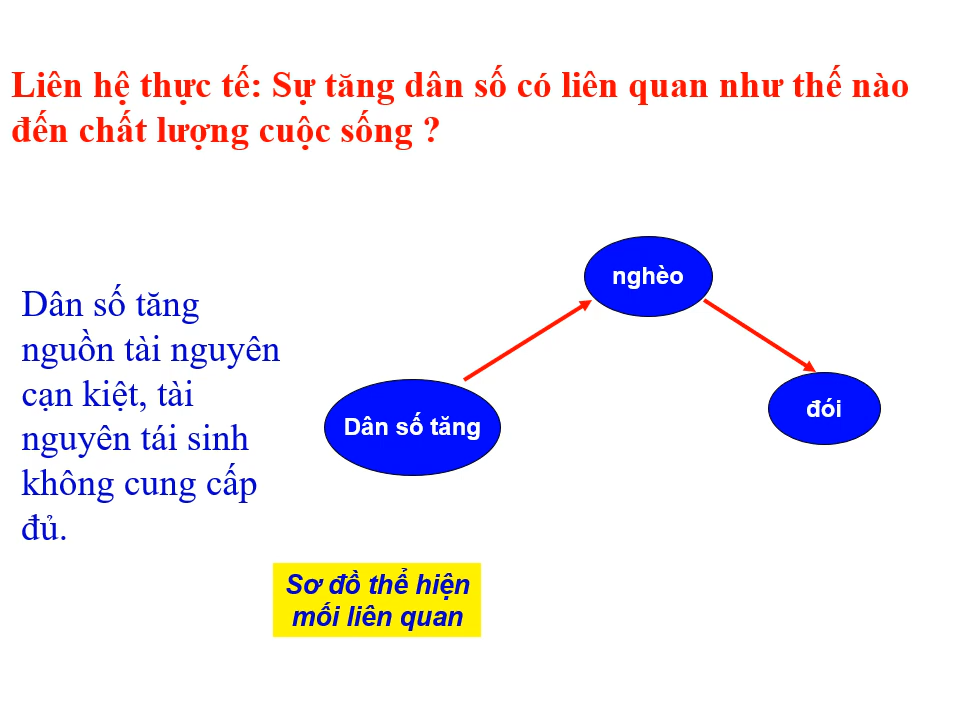 Liên hệ thực tế: Sự tăng dân số có liên quan như thế nào
đến chất lượng cuộc sống ?
nghèo
Dân số tăng
nguồn tài nguyên
cạn kiệt, tài
nguyên tái sinh
không cung cấp
đủ.
Dân số tăng
đói
Sơ đồ thể hiện
mối liên quan